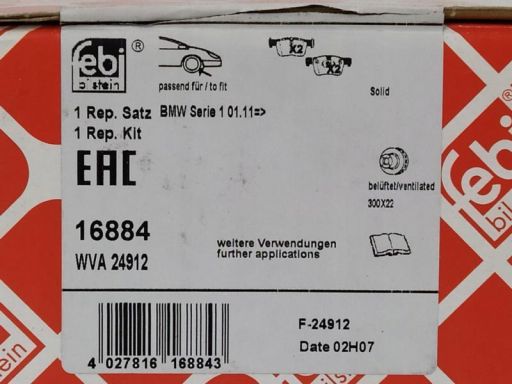 febi ®
bilstein
X2
X2
passend für / to fit
Solid
1 Rep. Satz BMW Serie 1 01.11=>
1 Rep. Kit
EAC
belüftet/ventilated
300X22
16884
WVA 24912
weitere Verwendungen
further applications
F-24912
Date 02H07
4 027816 168843
febi ®
bilstein
stein